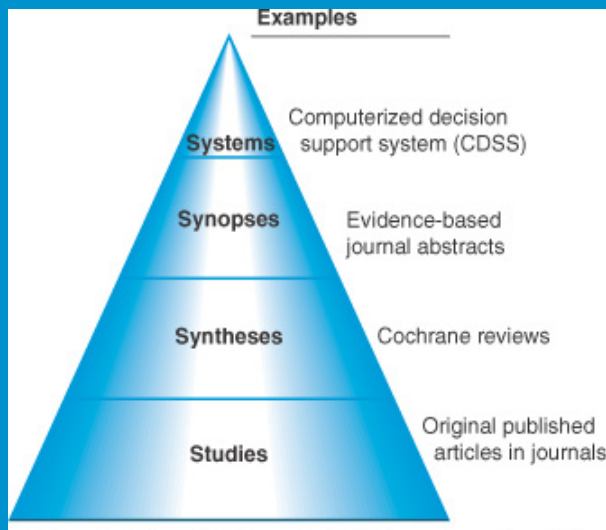 Examples
Systems
Computerized decision
support system (CDSS)
Synopses
Evidence-based
journal abstracts
Syntheses
Cochrane reviews
Studies
Original published
articles in journals